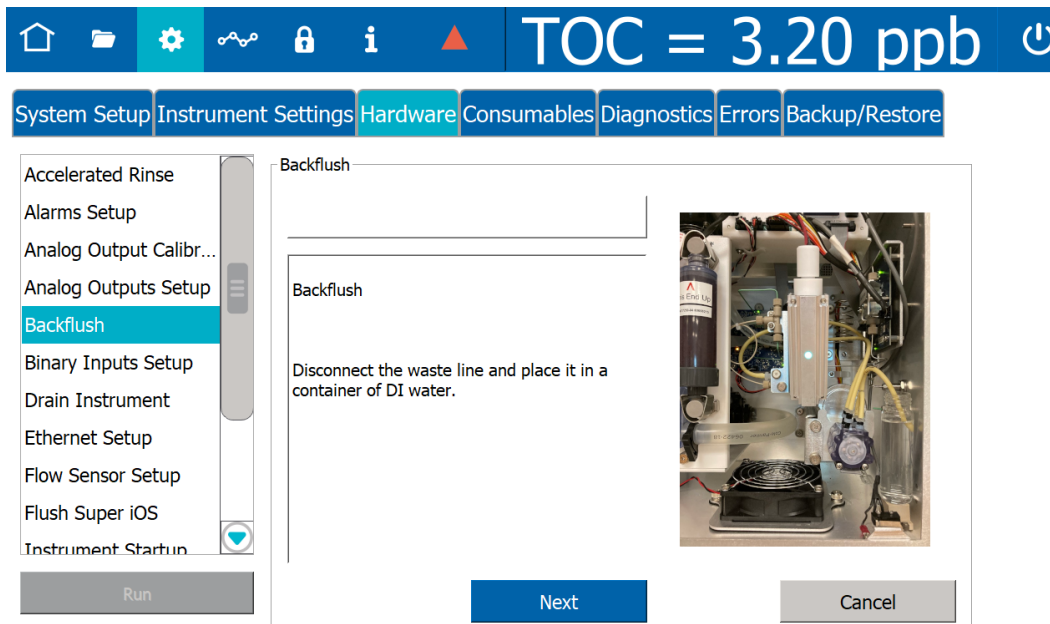 TOC = 3.20 ppb
System Setup Instrument Settings Hardware Consumables Diagnostics Errors Backup/Restore
Accelerated Rinse
Alarms Setup
Analog Output Calibr...
Analog Outputs Setup
Backflush
Binary Inputs Setup
Drain Instrument
Ethernet Setup
Flow Sensor Setup
Flush Super iOS
Instrument Startup
Run
Backflush
Backflush
Disconnect the waste line and place it in a
container of DI water.
Next
Cancel
End Up